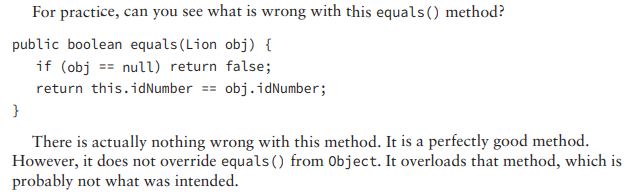 For practice, can you see what is wrong with this equals() method?
public boolean equals(Lion obj) {
   if (obj == null) return false;
   return this.idNumber == obj.idNumber;
}
There is actually nothing wrong with this method. It is a perfectly good method.
However, it does not override equals() from Object. It overloads that method, which is
probably not what was intended.